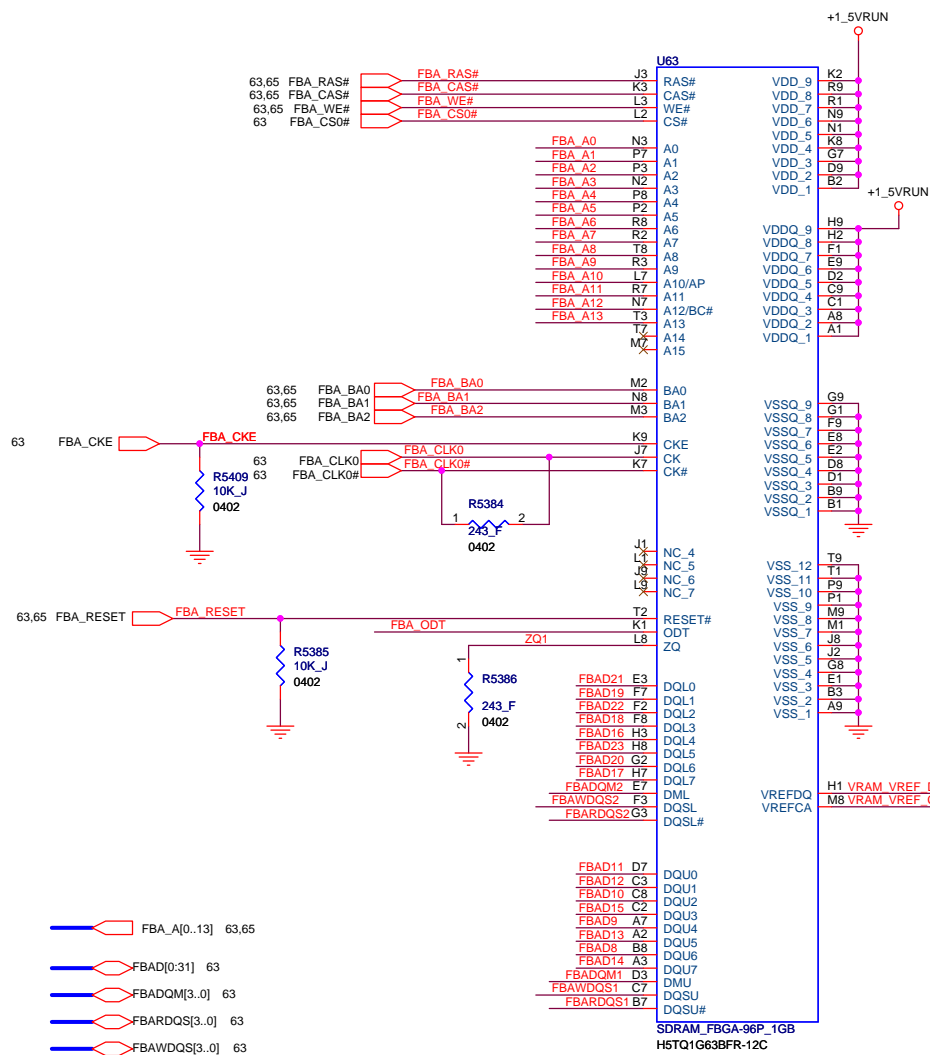 +1_5VRUN
U63
63,65 FBA_RAS# FBA_RAS# J3 RAS# VDD_9 K2
63,65 FBA_CAS# FBA_CAS# K3 CAS# VDD_8 R9
63,65 FBA_WE# FBA_WE# L3 WE# VDD_7 R1
63 FBA_CS0# FBA_CS0# L2 CS# VDD_6 N9
VDD_5 N1
FBA_A0 N3 A0 VDD_4 K8
FBA_A1 P7 A1 VDD_3 G7
FBA_A2 P3 A2 VDD_2 D9
FBA_A3 N2 A3 VDD_1 B2
+1_5VRUN
FBA_A4 P8 A4
FBA_A5 P2 A5
FBA_A6 R8 A6 VDDQ_9 H9
FBA_A7 R2 A7 VDDQ_8 H2
FBA_A8 T8 A8 VDDQ_7 F1
FBA_A9 R3 A9 VDDQ_6 E9
FBA_A10 L7 A10/AP VDDQ_5 D2
FBA_A11 R7 A11 VDDQ_4 C9
FBA_A12 N7 A12/BC# VDDQ_3 C1
FBA_A13 T3 A13 VDDQ_2 A8
T7 A14 VDDQ_1 A1
M7 A15
63,65 FBA_BA0 FBA_BA0 M2 BA0
63,65 FBA_BA1 FBA_BA1 N8 BA1 VSSQ_9 G9
63,65 FBA_BA2 FBA_BA2 M3 BA2 VSSQ_8 G1
VSSQ_7 F9
63 FBA_CKE FBA_CKE K9 CKE VSSQ_6 E8
63 FBA_CLK0 FBA_CLK0 J7 CK VSSQ_5 E2
63 FBA_CLK0# FBA_CLK0# K7 CK# VSSQ_4 D8
VSSQ_3 D1
VSSQ_2 B9
VSSQ_1 B1
R5409
10K_J
0402
R5384
1 2
243_F
0402
J1 NC_4
L1 NC_5 VSS_12 T9
J9 NC_6 VSS_11 T1
L9 NC_7 VSS_10 P9
VSS_9 P1
63,65 FBA_RESET FBA_RESET T2 RESET# VSS_8 M9
FBA_ODT K1 ODT VSS_7 M1
ZQ1 L8 ZQ VSS_6 J8
VSS_5 J2
VSS_4 G8
FBAD21 E3 DQL0 VSS_3 E1
FBAD19 F7 DQL1 VSS_2 B3
FBAD22 F2 DQL2 VSS_1 A9
R5385
10K_J
0402
1
R5386
243_F
2
0402
FBAD18 F8 DQL3
FBAD16 H3 DQL4
FBAD23 H8 DQL5
FBAD20 G2 DQL6
FBAD17 H7 DQL7
FBADQM2 E7 DML VREFDQ H1 VRAM_VREF_
FBAWDQS2 F3 DQSL VREFCA M8 VRAM_VREF_
FBARDQS2 G3 DQSL#
FBAD11 D7 DQU0
FBAD12 C3 DQU1
FBAD10 C8 DQU2
FBAD15 C2 DQU3
FBAD9 A7 DQU4
FBAD13 A2 DQU5
FBAD8 B8 DQU6
FBAD14 A3 DQU7
FBADQM1 D3 DMU
FBAWDQS1 C7 DQSU
FBARDQS1 B7 DQSU#
FBA_A[0..13] 63,65
FBAD[0:31] 63
FBADQM[3..0] 63
FBARDQS[3..0] 63
FBAWDQS[3..0] 63
SDRAM_FBGA-96P_1GB
H5TQ1G63BFR-12C